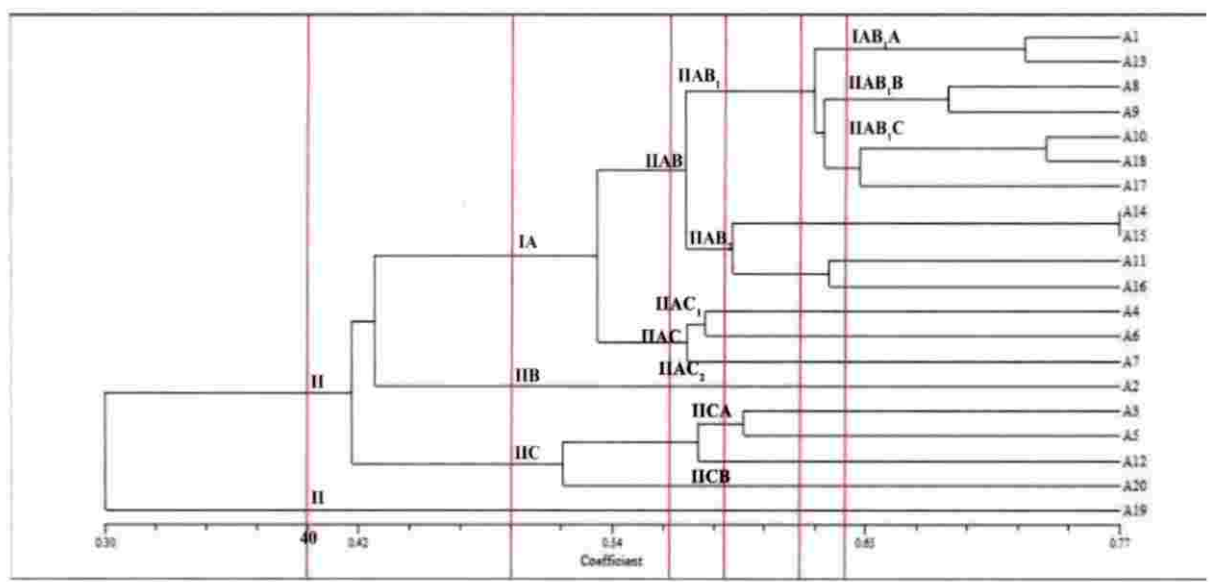 IAB₁A
A1
A13
IIAB₁
IIAB₁B
A8
A9
IIAB₁C
A10
A18
A17
IIAB
A14
A15
IA
IIAB₂
A11
A16
IIAC₁
A4
IIAC
A6
IIAC₂
A7
II
IIB
A2
IICA
A3
A5
IIC
A12
IICB
A20
II
A19
0.30
40
0.42
0.54
0.65
0.77
Coefficient